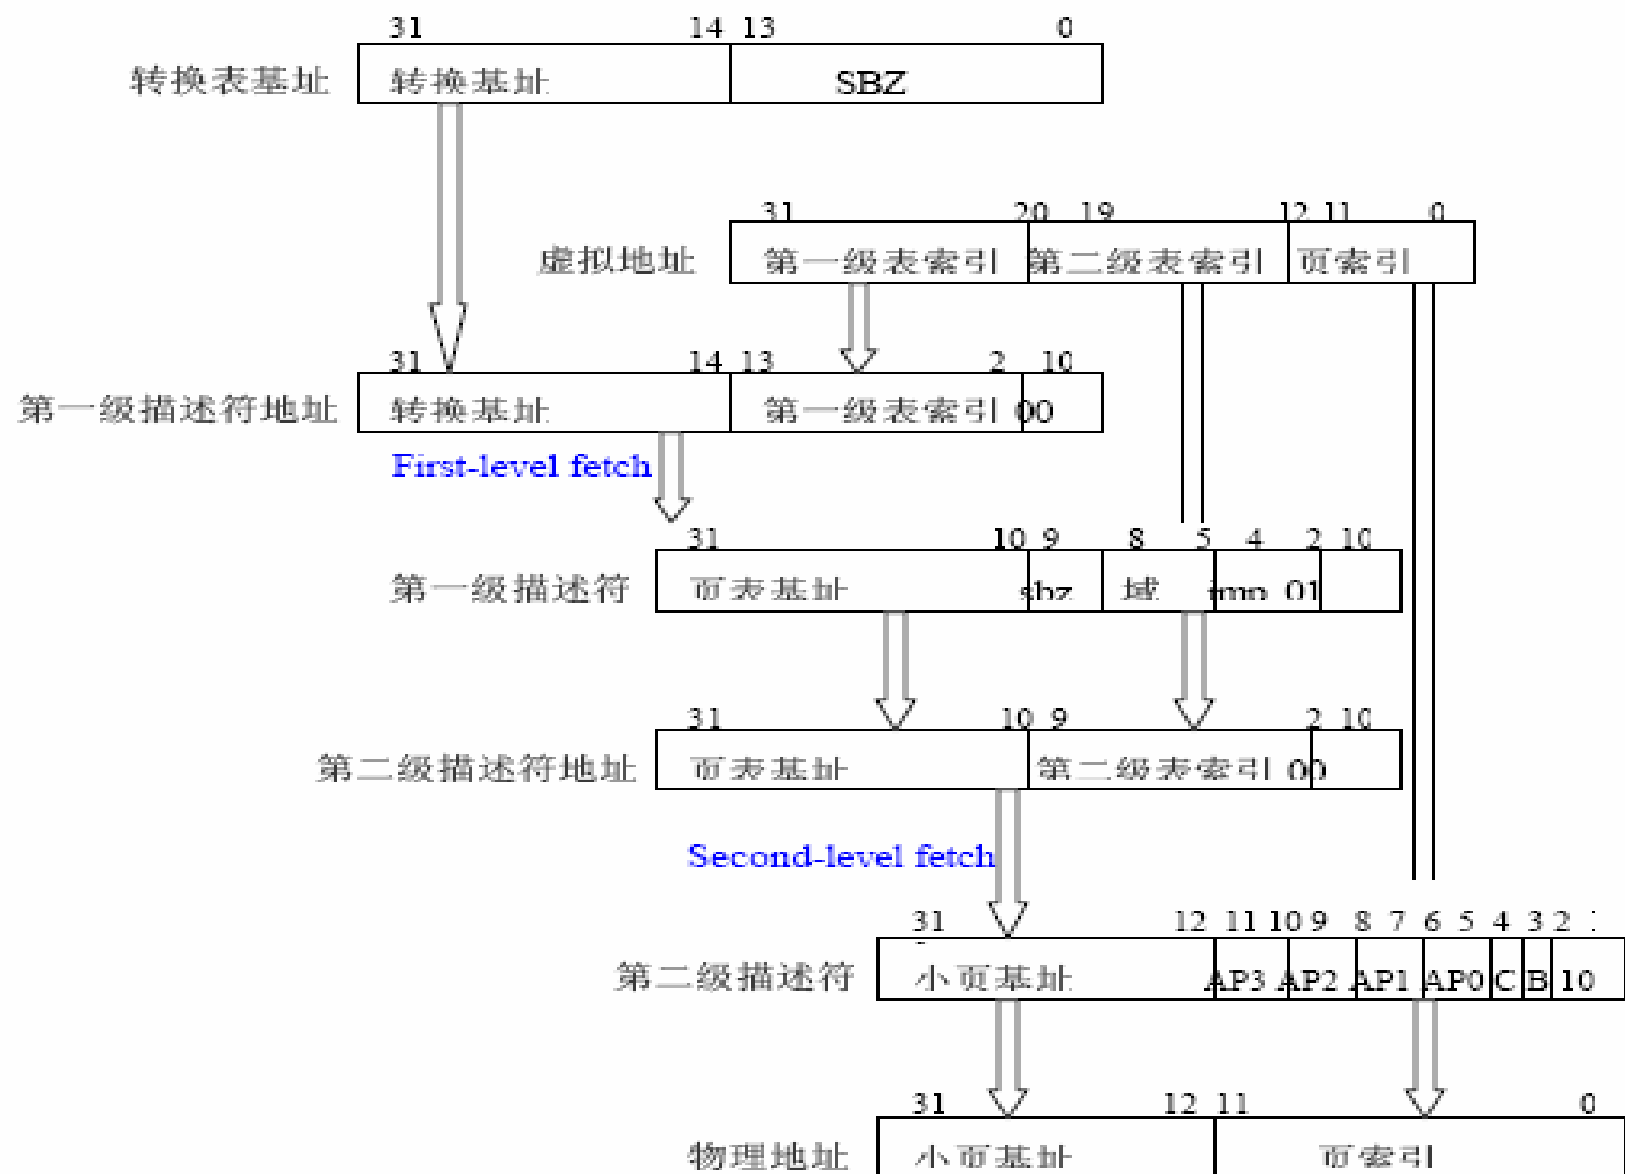 31 14 13 0
转换表基址 转换基址 SBZ
31 20 19 12 11 0
虚拟地址 第一级表索引 第二级表索引 页索引
31 14 13 2 10
第一级描述符地址 转换基址 第一级表索引 00
First-level fetch
31 10 9 8 5 4 2 10
第一级描述符 页表基址 sbz 域 imp 01
31 10 9 2 10
第二级描述符地址 页表基址 第二级表索引 00
Second-level fetch
31 12 11 10 9 8 7 6 5 4 3 2
第二级描述符 小页基址 AP3 AP2 AP1 AP0 C B 10
31 12 11 0
物理地址 小页基址 页索引